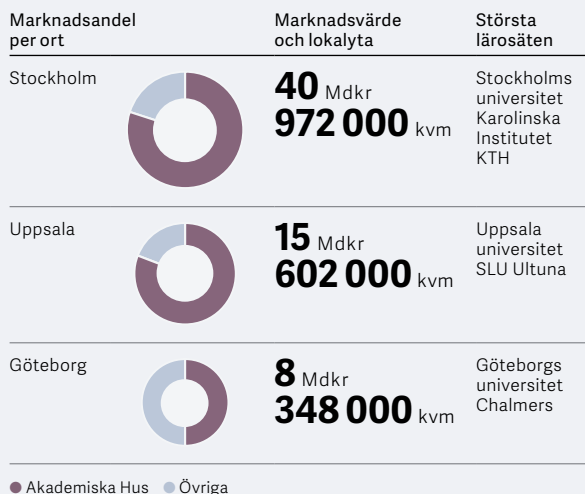 Marknadsandel
per ort
Marknadsvärde
och lokalyta
Största
lärosäten
Stockholm
40 Mdkr
972 000 kvm
Stockholms
universitet
Karolinska
Institutet
KTH
Uppsala
15 Mdkr
602 000 kvm
Uppsala
universitet
SLU Ultuna
Göteborg
8 Mdkr
348 000 kvm
Göteborgs
universitet
Chalmers
Akademiska Hus Övriga